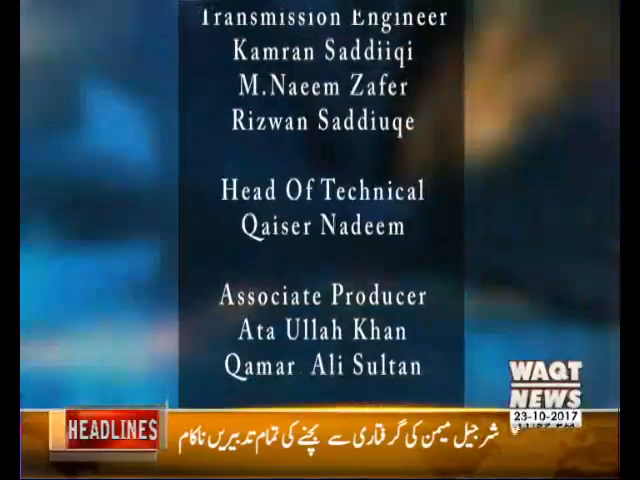 Transmission Engineer
Kamran Saddiiqi
M.Naeem Zafer
Rizwan Saddiuqe
Head Of Technical
Qaiser Nadeem
Associate Producer
Ata Ullah Khan
Qamar Ali Sultan
WAQT
NEWS
23-10-2017
HEADLINES
شرجیل میمن کی گرفتاری سے بچنے کی تمام تدبیریں ناکام